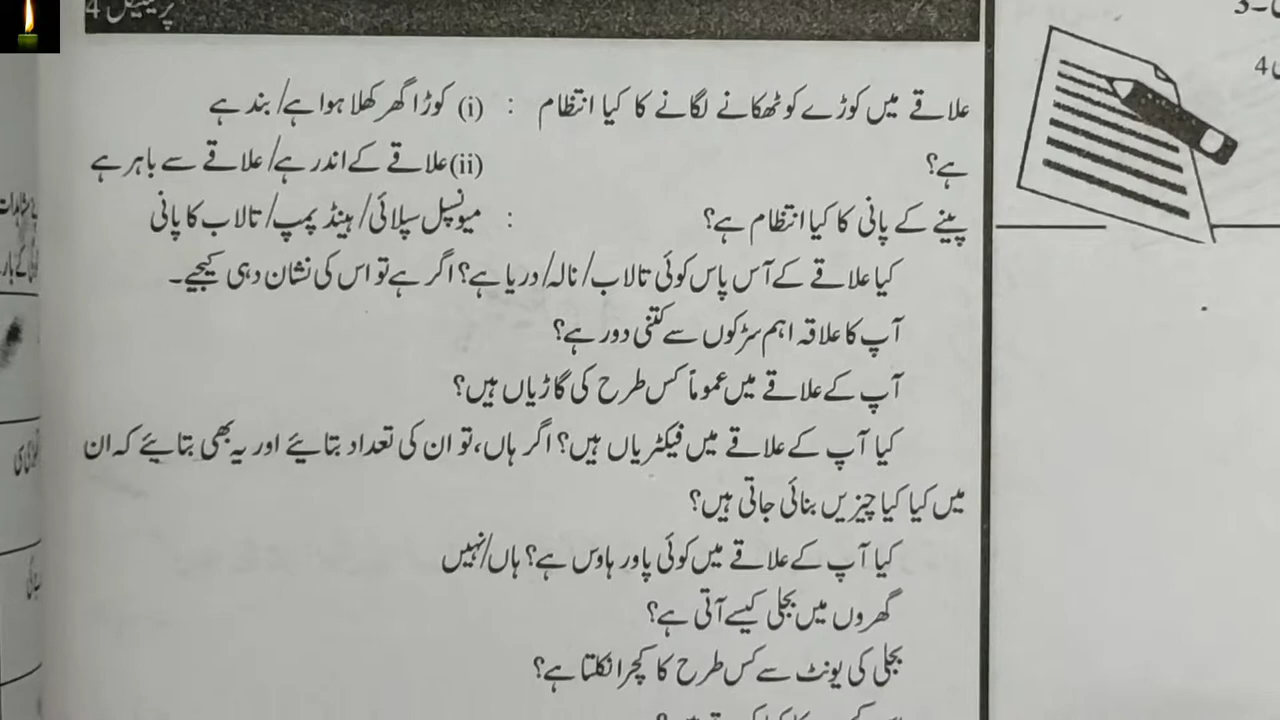 پریکٹیکل 4
علاقے میں کوڑے کو ٹھکانے لگانے کا کیا انتظام : (i) کوڑا گھر کھلا ہوا ہے/ بند ہے
ہے؟ (ii) علاقے کے اندر ہے/ علاقے سے باہر ہے
پینے کے پانی کا کیا انتظام ہے؟ : میونسپل سپلائی/ ہینڈ پمپ/ تالاب کا پانی
کیا علاقے کے آس پاس کوئی تالاب/ نالہ/ دریا ہے؟ اگر ہے تو اس کی نشان دہی کیجیے۔
آپ کا علاقہ اہم سڑکوں سے کتنی دور ہے؟
آپ کے علاقے میں عموماً کس طرح کی گاڑیاں ہیں؟
کیا آپ کے علاقے میں فیکٹریاں ہیں؟ اگر ہاں، تو ان کی تعداد بتائیے اور یہ بھی بتائیے کہ ان
میں کیا کیا چیزیں بنائی جاتی ہیں؟
کیا آپ کے علاقے میں کوئی پاور ہاوس ہے؟ ہاں/نہیں
گھروں میں بجلی کیسے آتی ہے؟
بجلی کی یونٹ سے کس طرح کا کچرا نکلتا ہے؟